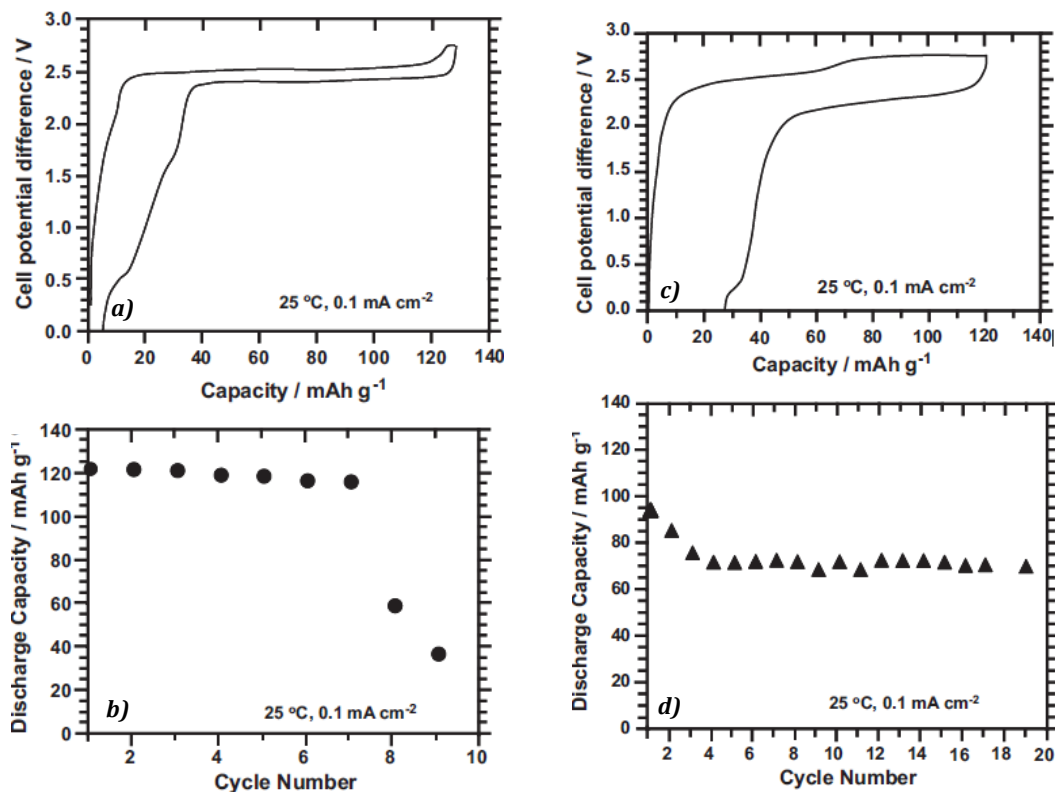 3.0
2.5
2.0
1.5
1.0
0.5
0.0
Cell potential difference / V
a)
25 ºC, 0.1 mA cm-2
0 20 40 60 80 100 120 140
Capacity / mAh g-1
3.0
2.5
2.0
1.5
1.0
0.5
0.0
Cell potential difference / V
c)
25 ºC, 0.1 mA cm-2
0 20 40 60 80 100 120 140
Capacity / mAh g-1
140
120
100
80
60
40
20
0
Discharge Capacity / mAh g-1
b)
25 ºC, 0.1 mA cm-2
2 4 6 8 10
Cycle Number
140
120
100
80
60
40
20
0
Discharge Capacity / mAh g-1
d)
25 ºC, 0.1 mA cm-2
2 4 6 8 10 12 14 16 18 20
Cycle Number